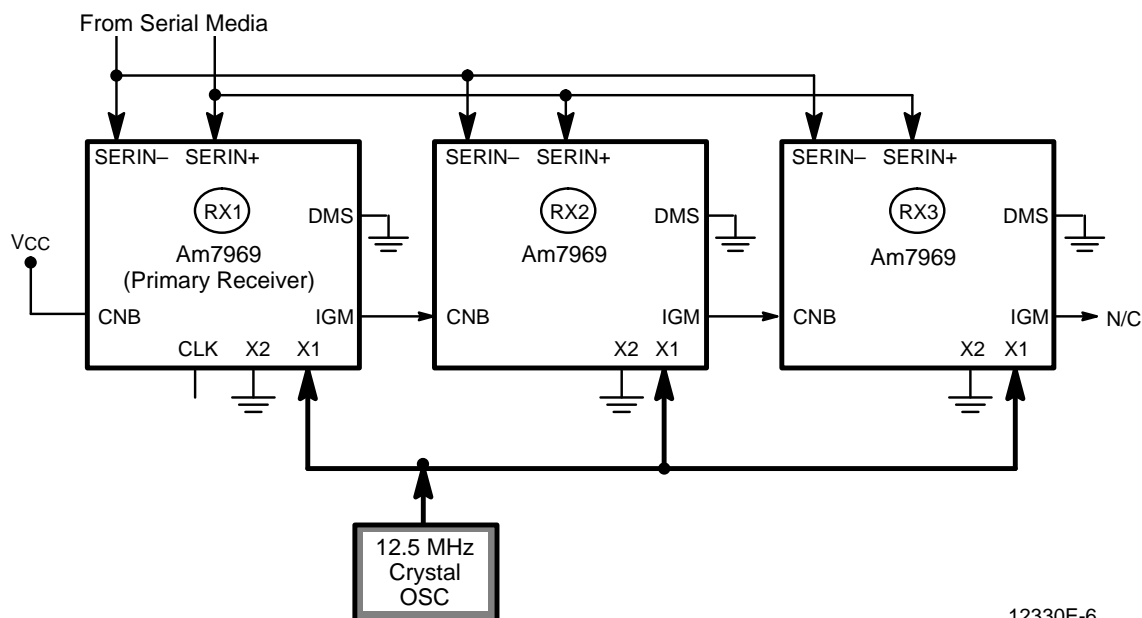 From Serial Media
SERIN– SERIN+
SERIN– SERIN+
SERIN– SERIN+
RX1
RX2
RX3
DMS
DMS
DMS
VCC
Am7969
(Primary Receiver)
Am7969
Am7969
CNB
IGM
CNB
IGM
CNB
IGM
N/C
CLK X2 X1
X2 X1
X2 X1
12.5 MHz
Crystal
OSC
12330E-6